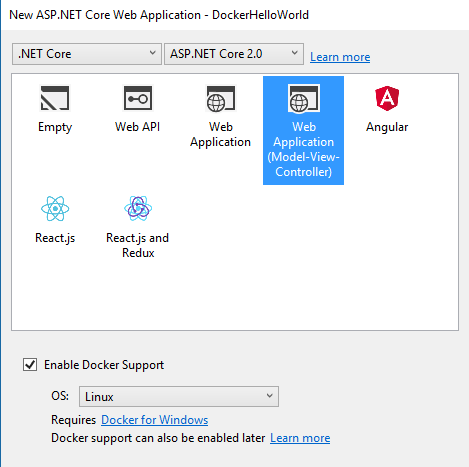 New ASP.NET Core Web Application - DockerHelloWorld
.NET Core ASP.NET Core 2.0 Learn more
Empty Web API Web Application Web Application (Model-View-Controller) Angular
React.js React.js and Redux
Enable Docker Support
OS: Linux
Requires Docker for Windows
Docker support can also be enabled later Learn more